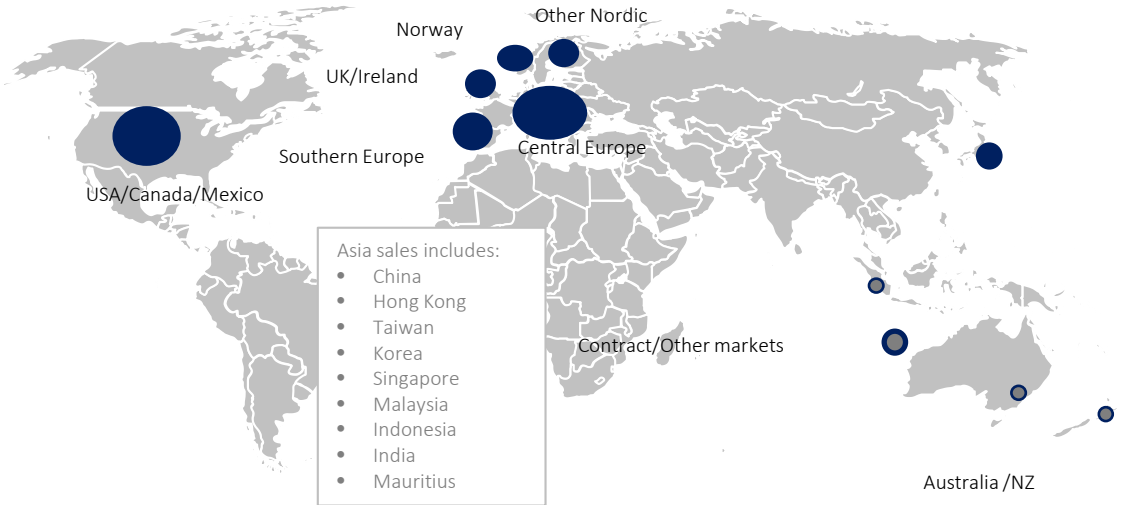 Other Nordic
Norway
UK/Ireland
Southern Europe
Central Europe
USA/Canada/Mexico
Asia sales includes:
• China
• Hong Kong
• Taiwan
• Korea
• Singapore
• Malaysia
• Indonesia
• India
• Mauritius
Contract/Other markets
Australia /NZ